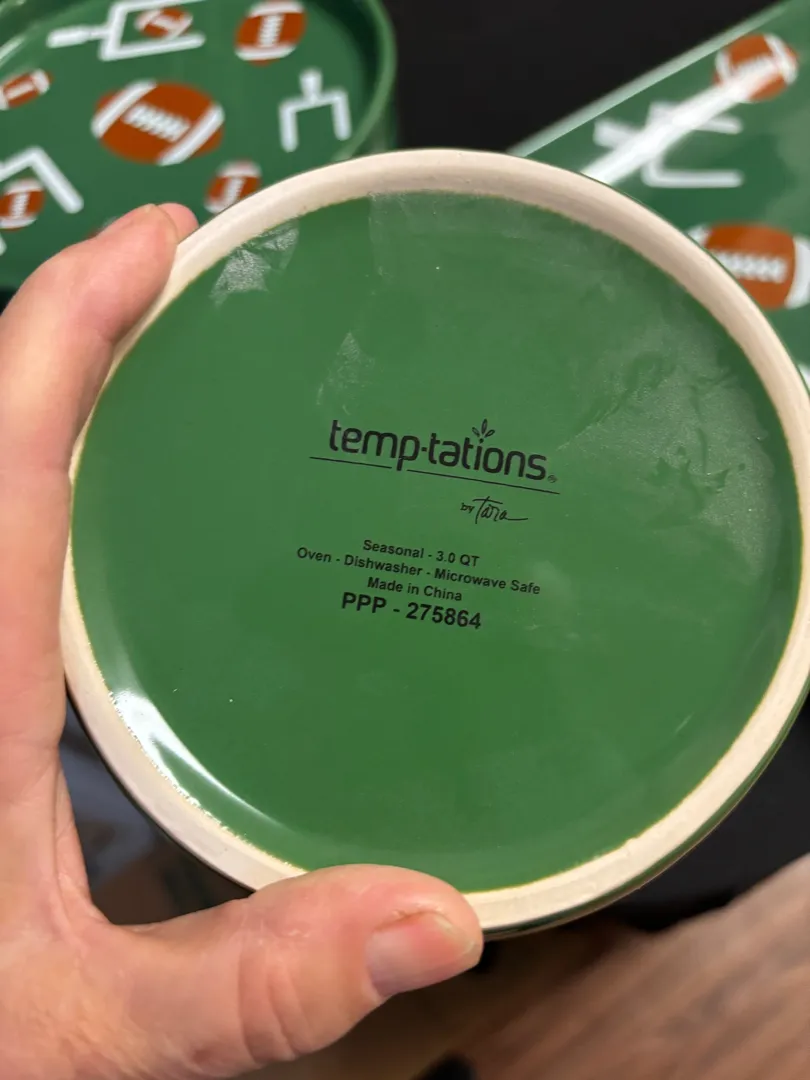 temp·tations®
by Tara
Seasonal - 3.0 QT
Oven - Dishwasher - Microwave Safe
Made in China
PPP - 275864